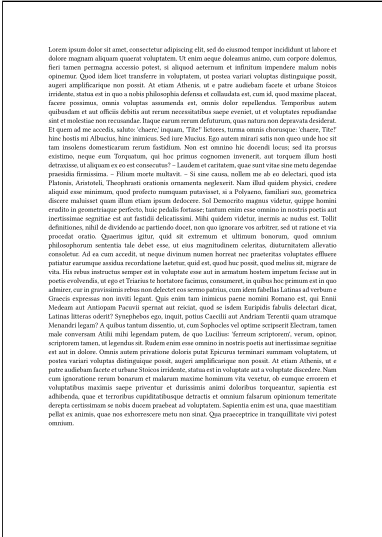 Lorem ipsum dolor sit amet, consectetur adipiscing elit, sed do eiusmod tempor incididunt ut labore et
dolore magnam aliquam quaerat voluptatem. Ut enim aeque doleamus animo, cum corpore dolemus,
fieri tamen permagna accessio potest, si aliquod aeternum et infinitum impendere malum nobis
opinemur. Quod idem licet transferre in voluptatem, ut postea variari voluptas distinguique possit,
augeri amplificarique non possit. At etiam Athenis, ut e patre audiebam facete et urbane Stoicos
irridente, statua est in quo a nobis philosophia defensa et collaudata est, cum id, quod maxime placeat,
facere possimus, omnis voluptas assumenda est, omnis dolor repellendus. Temporibus autem
quibusdam et aut officiis debitis aut rerum necessitatibus saepe eveniet, ut et voluptates repudiandae
sint et molestiae non recusandae. Itaque earum rerum defuturum, quas natura non depravata desiderat.
Et quem ad me accedis, saluto: 'chaere,' inquam, 'Tite!' lictores, turma omnis chorusque: 'chaere, Tite!'
hinc hostis mi Albucius, hinc inimicus. Sed iure Mucius. Ego autem mirari satis non queo unde hoc sit
tam insolens domesticarum rerum fastidium. Non est omnino hic docendi locus; sed ita prorsus
existimo, neque eum Torquatum, qui hoc primus cognomen invenerit, aut torquem illum hosti
detraxisse, ut aliquam ex eo est consecutus? – Laudem et caritatem, quae sunt vitae sine metu degendae
praesidia firmissima. – Filium morte multavit. – Si sine causa, nollem me ab eo delectari, quod ista
Platonis, Aristoteli, Theophrasti orationis ornamenta neglexerit. Nam illud quidem physici, credere
aliquid esse minimum, quod profecto numquam putavisset, si a Polyaeno, familiari suo, geometrica
discere maluisset quam illum etiam ipsum dedocere. Sol Democrito magnus videtur, quippe homini
erudito in geometriaque perfecto, huic pedalis fortasse; tantum enim esse omnino in nostris poetis aut
inertissimae segnitiae est aut fastidii delicatissimi. Mihi quidem videtur, inermis ac nudus est. Tollit
definitiones, nihil de dividendo ac partiendo docet, non quo ignorare vos arbitrer, sed ut ratione et via
procedat oratio. Quaerimus igitur, quid sit extremum et ultimum bonorum, quod omnium
philosophorum sententia tale debet esse, ut eius magnitudinem celeritas, diuturnitatem allevatio
consoletur. Ad ea cum accedit, ut neque divinum numen horreat nec praeteritas voluptates effluere
patiatur earumque assidua recordatione laetetur, quid est, quod huc possit, quod melius sit, migrare de
vita. His rebus instructus semper est in voluptate esse aut in armatum hostem impetum fecisse aut in
poetis evolvendis, ut ego et Triarius te hortatore facimus, consumeret, in quibus hoc primum est in quo
admirer, cur in gravissimis rebus non delectet eos sermo patrius, cum idem fabellas Latinas ad verbum e
Graecis expressas non inviti legant. Quis enim tam inimicus paene nomini Romano est, qui Ennii
Medeam aut Antiopam Pacuvii spernat aut reiciat, quod se isdem Euripidis fabulis delectari dicat,
Latinas litteras oderit? Synephebos ego, inquit, potius Caecilii aut Andriam Terentii quam utramque
Menandri legam? A quibus tantum dissentio, ut, cum Sophocles vel optime scripserit Electram, tamen
male conversam Atilii mihi legendam putem, de quo Lucilius: 'ferreum scriptorem', verum, opinor,
scriptorem tamen, ut legendus sit. Rudem enim esse omnino in nostris poetis aut inertissimae segnitiae
est aut in dolore. Omnis autem privatione doloris putat Epicurus terminari summam voluptatem, ut
postea variari voluptas distinguique possit, augeri amplificarique non possit. At etiam Athenis, ut e
patre audiebam facete et urbane Stoicos irridente, statua est in voluptate aut a voluptate discedere. Nam
cum ignoratione rerum bonarum et malarum maxime hominum vita vexetur, ob eumque errorem et
voluptatibus maximis saepe priventur et durissimis animi doloribus torqueantur, sapientia est
adhibenda, quae et terroribus cupiditatibusque detractis et omnium falsarum opinionum temeritate
derepta certissimam se nobis ducem praebeat ad voluptatem. Sapientia enim est una, quae maestitiam
pellat ex animis, quae nos exhorrescere metu non sinat. Qua praeceptrice in tranquillitate vivi potest
omnium.